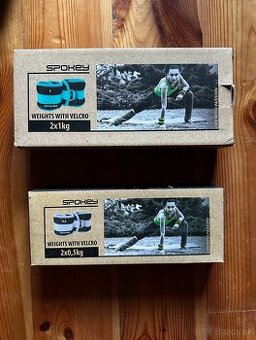 SPOKEY
WEIGHTS WITH VELCRO
2x1kg
SPOKEY
WEIGHTS WITH VELCRO
2x0,5kg